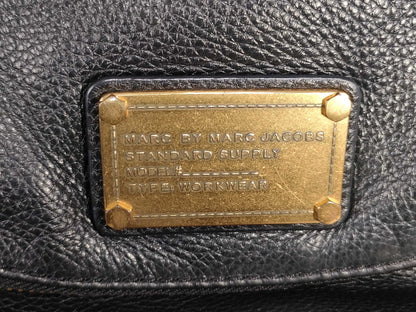 MARC BY MARC JACOBS
STANDARD SUPPLY
MODEL# _ _ _ _ _ _ _ _ _
TYPE: WORKWEAR